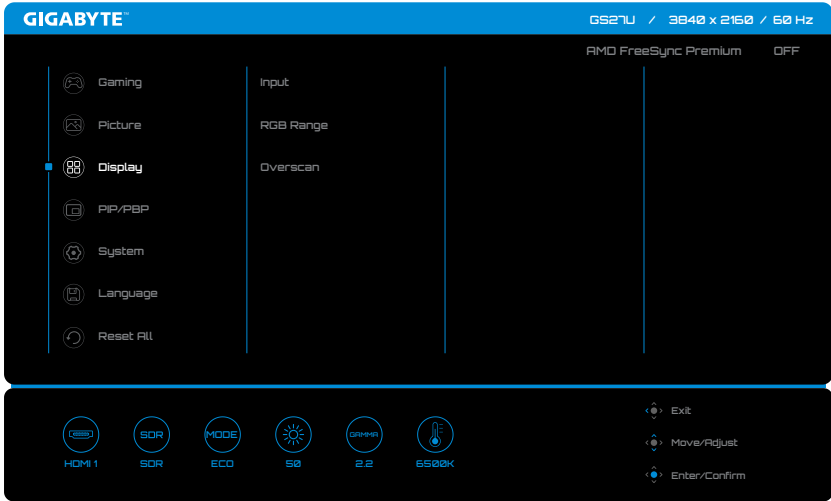 GIGABYTE™
GS27U / 3840 x 2160 / 60 Hz
AMD FreeSync Premium OFF
Gaming
Input
Picture
RGB Range
Display
Overscan
PIP/PBP
System
Language
Reset All
SDR
MODE
GAMMA
HDMI 1
SDR
ECO
50
2.2
6500K
Exit
Move/Adjust
Enter/Confirm